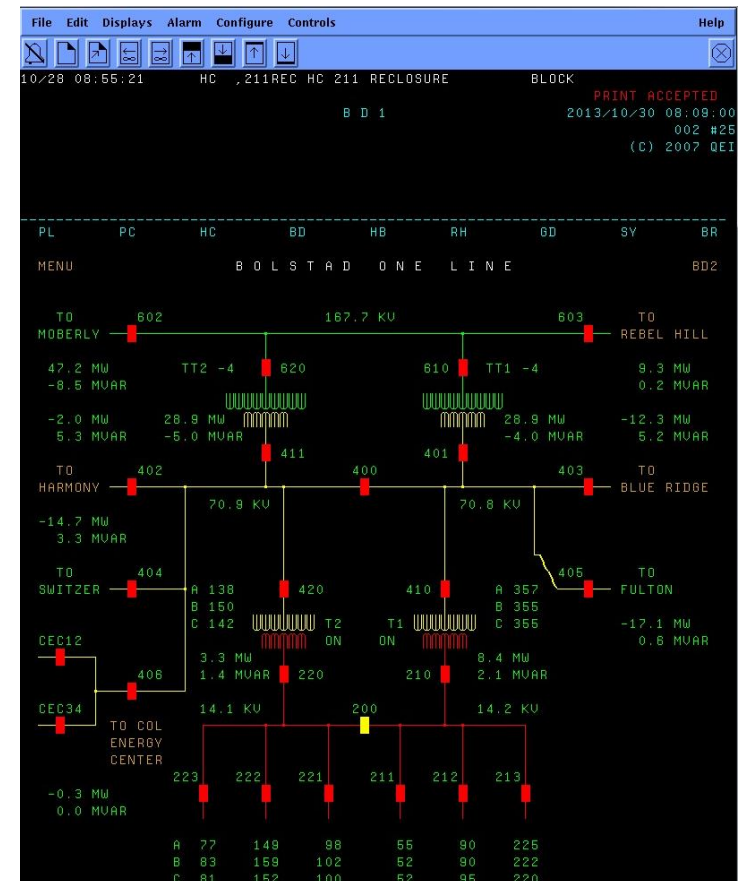 File Edit Displays Alarm Configure Controls Help
10/28 08:55:21 HC ,211REC HC 211 RECLOSURE BLOCK
PRINT ACCEPTED
B D 1 2013/10/30 08:09:00
002 #25
(C) 2007 QEI
PL PC HC BD HB RH GD SY BR
MENU B O L S T A D O N E L I N E BD2
TO 602 167.7 KV 603 TO
MOBERLY REBEL HILL
47.2 MW TT2 -4 620 610 TT1 -4 9.3 MW
-8.5 MVAR 0.2 MVAR
-2.0 MW 28.9 MW 28.9 MW -12.3 MW
5.3 MVAR -5.0 MVAR -4.0 MVAR 5.2 MVAR
411 401
TO 402 400 403 TO
HARMONY BLUE RIDGE
70.9 KV 70.8 KV
-14.7 MW
3.3 MVAR
TO 404 405 TO
SWITZER A 138 420 410 A 357 FULTON
B 150 B 355
C 142 T2 T1 C 355 -17.1 MW
CEC12 ON ON 0.8 MVAR
3.3 MW 8.4 MW
406 1.4 MVAR 220 210 2.1 MVAR
CEC34 14.1 KV 200 14.2 KV
TO COL
ENERGY
CENTER
223 222 221 211 212 213
-0.3 MW
0.0 MVAR
A 77 149 98 55 90 225
B 83 159 102 52 90 222
C 81 152 100 52 95 220